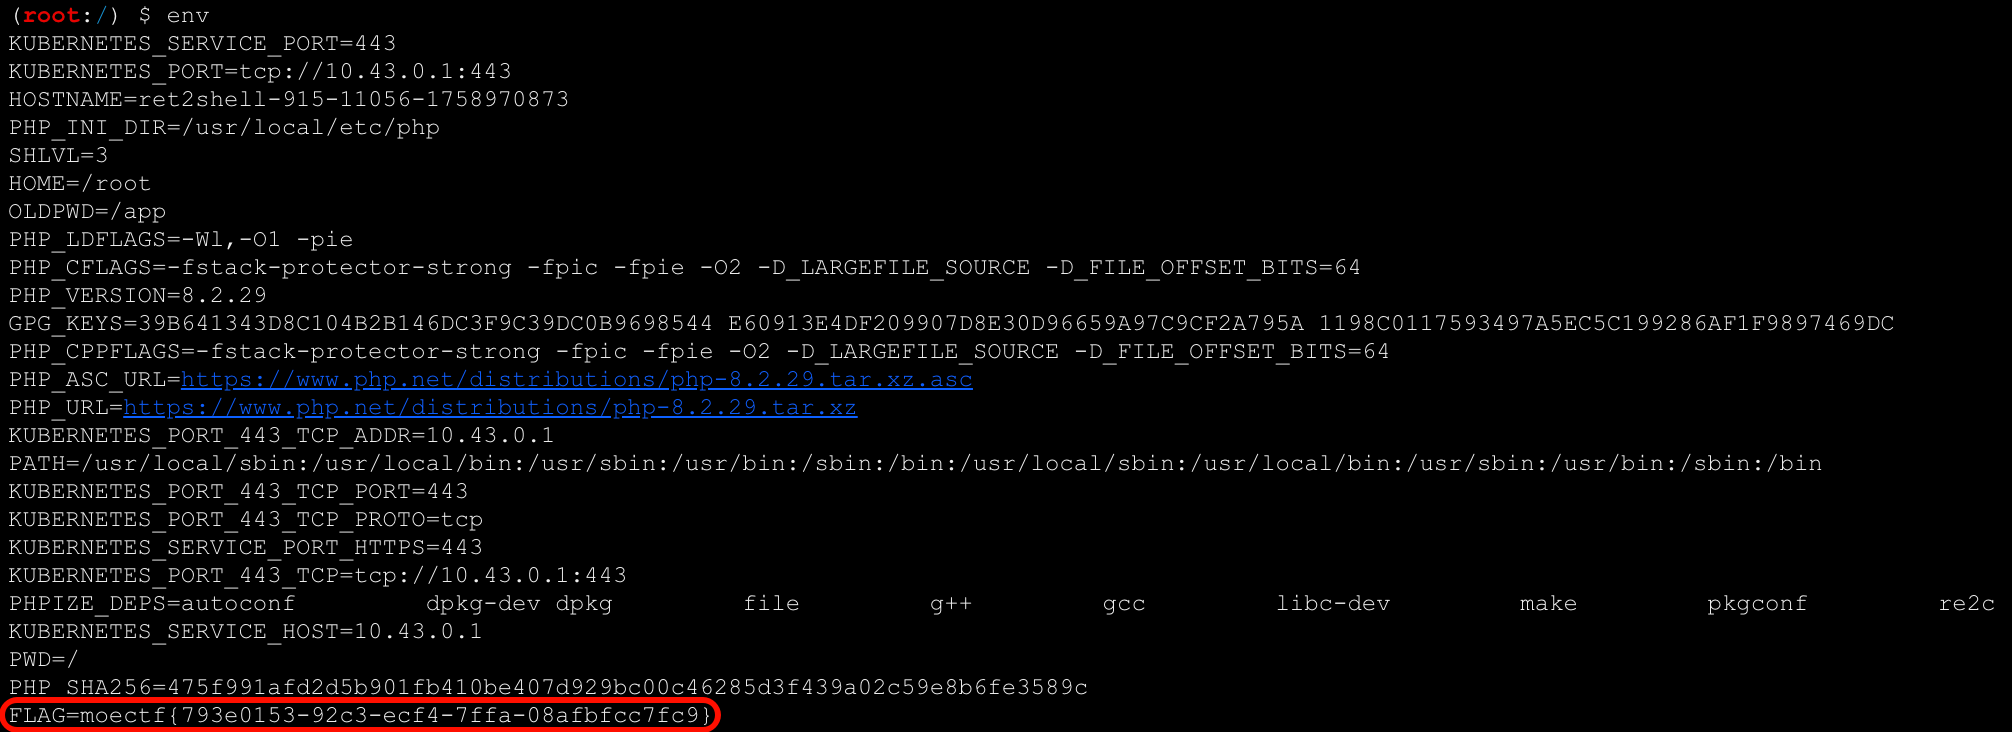 (root:/) $ env
KUBERNETES_SERVICE_PORT=443
KUBERNETES_PORT=tcp://10.43.0.1:443
HOSTNAME=ret2shell-915-11056-1758970873
PHP_INI_DIR=/usr/local/etc/php
SHLVL=3
HOME=/root
OLDPWD=/app
PHP_LDFLAGS=-Wl,-O1 -pie
PHP_CFLAGS=-fstack-protector-strong -fpic -fpie -O2 -D_LARGEFILE_SOURCE -D_FILE_OFFSET_BITS=64
PHP_VERSION=8.2.29
GPG_KEYS=39B641343D8C104B2B146DC3F9C39DC0B9698544 E60913E4DF209907D8E30D96659A97C9CF2A795A 1198C0117593497A5EC5C199286AF1F9897469DC
PHP_CPPFLAGS=-fstack-protector-strong -fpic -fpie -O2 -D_LARGEFILE_SOURCE -D_FILE_OFFSET_BITS=64
PHP_ASC_URL=https://www.php.net/distributions/php-8.2.29.tar.xz.asc
PHP_URL=https://www.php.net/distributions/php-8.2.29.tar.xz
KUBERNETES_PORT_443_TCP_ADDR=10.43.0.1
PATH=/usr/local/sbin:/usr/local/bin:/usr/sbin:/usr/bin:/sbin:/bin:/usr/local/sbin:/usr/local/bin:/usr/sbin:/usr/bin:/sbin:/bin
KUBERNETES_PORT_443_TCP_PORT=443
KUBERNETES_PORT_443_TCP_PROTO=tcp
KUBERNETES_SERVICE_PORT_HTTPS=443
KUBERNETES_PORT_443_TCP=tcp://10.43.0.1:443
PHPIZE_DEPS=autoconf dpkg-dev dpkg file g++ gcc libc-dev make pkgconf re2c
KUBERNETES_SERVICE_HOST=10.43.0.1
PWD=/
PHP_SHA256=475f991afd2d5b901fb410be407d929bc00c46285d3f439a02c59e8b6fe3589c
FLAG=moectf{793e0153-92c3-ecf4-7ffa-08afbfcc7fc9}